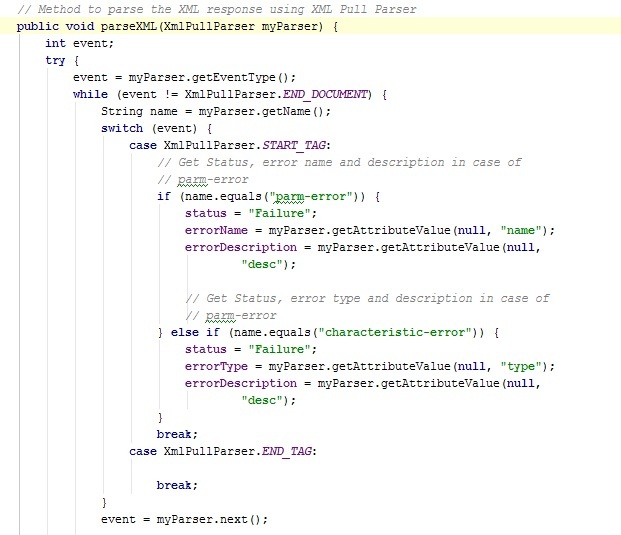 // Method to parse the XML response using XML Pull Parser
public void parseXML(XmlPullParser myParser) {
int event;
try {
event = myParser.getEventType();
while (event != XmlPullParser.END_DOCUMENT) {
String name = myParser.getName();
switch (event) {
case XmlPullParser.START_TAG:
// Get Status, error name and description in case of
// parm-error
if (name.equals("parm-error")) {
status = "Failure";
errorName = myParser.getAttributeValue(null, "name");
errorDescription = myParser.getAttributeValue(null,
"desc");
// Get Status, error type and description in case of
// parm-error
} else if (name.equals("characteristic-error")) {
status = "Failure";
errorType = myParser.getAttributeValue(null, "type");
errorDescription = myParser.getAttributeValue(null,
"desc");
}
break;
case XmlPullParser.END_TAG:
break;
}
event = myParser.next();